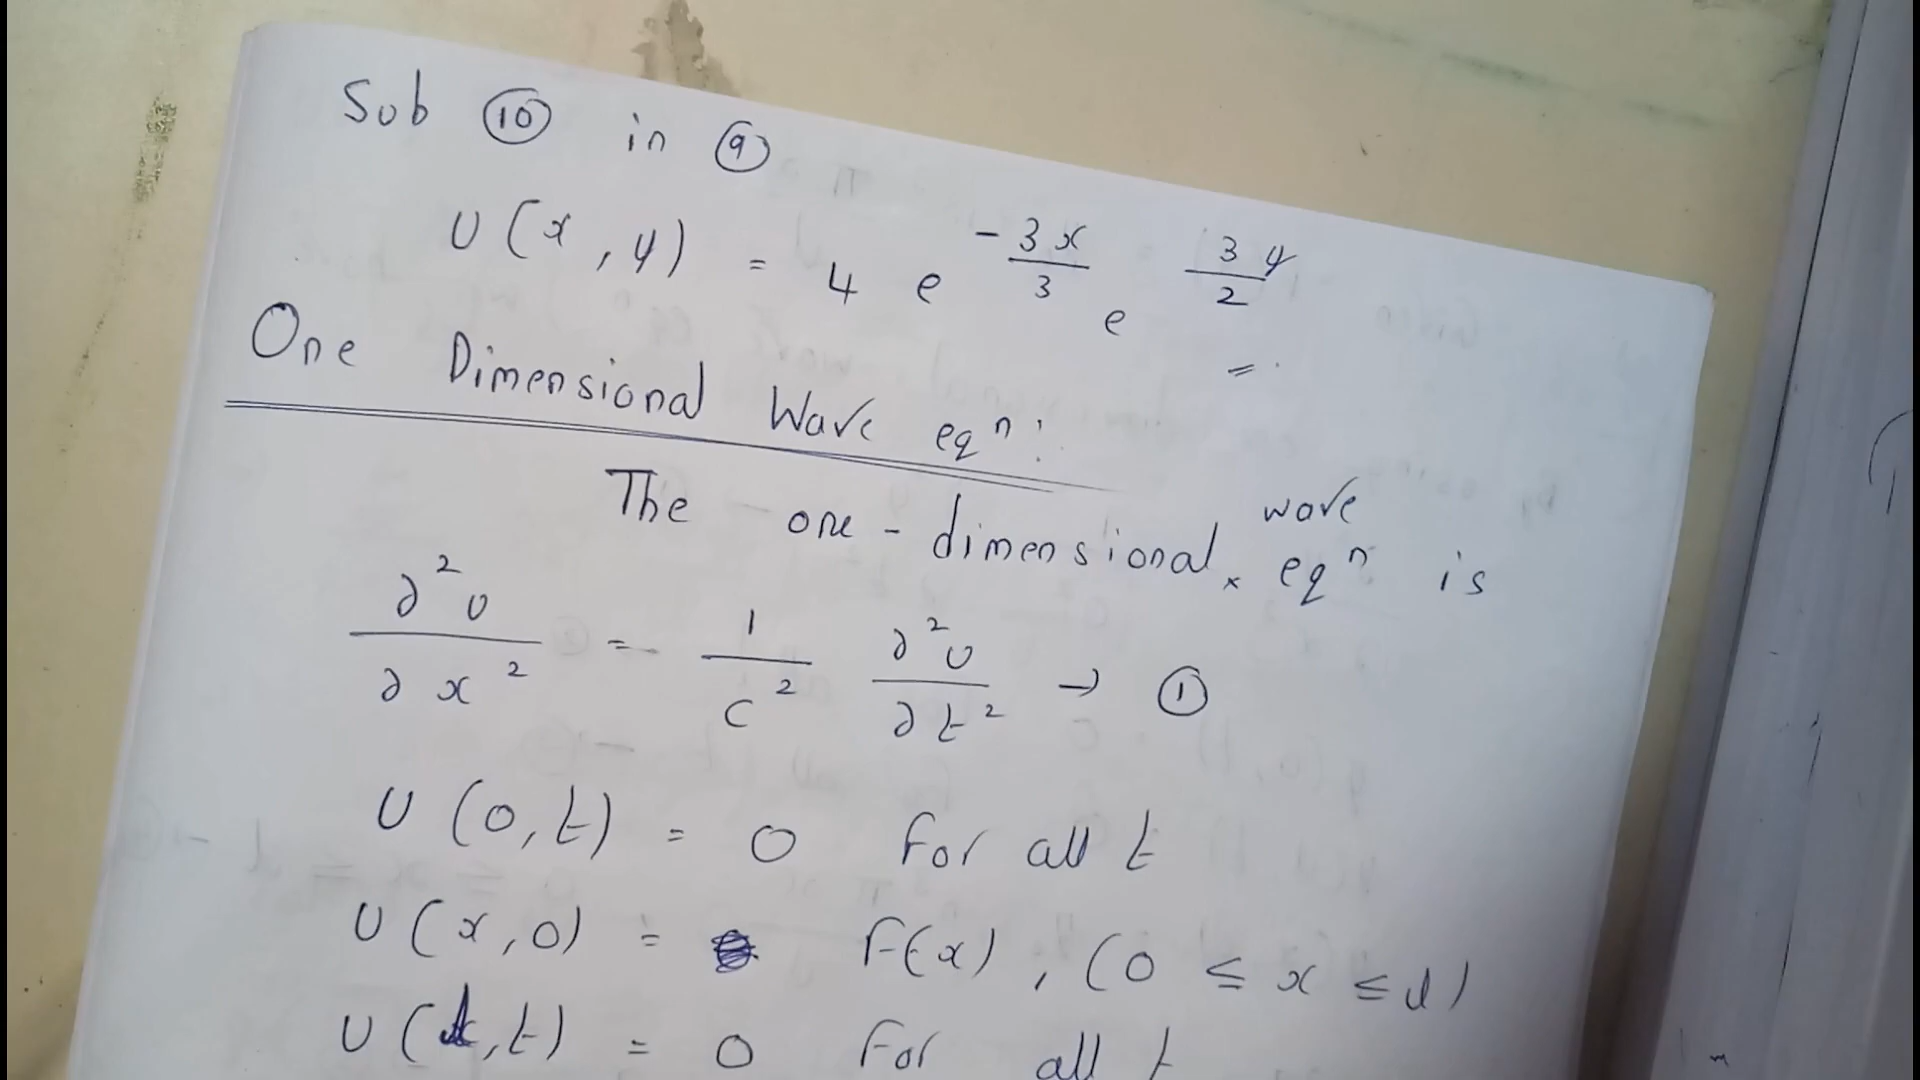 Sub ⑩ in ⑨
U(x,y) = 4 e^{-3x/3} e^{3y/2}
One Dimensional Wave eqⁿ:
The one-dimensional wave eqⁿ is
∂²U/∂x² = 1/c² ∂²U/∂t² → ①
U(0,t) = 0 For all t
U(x,0) = F(x), (0 ≤ x ≤ l)
U(l,t) = 0 For all t